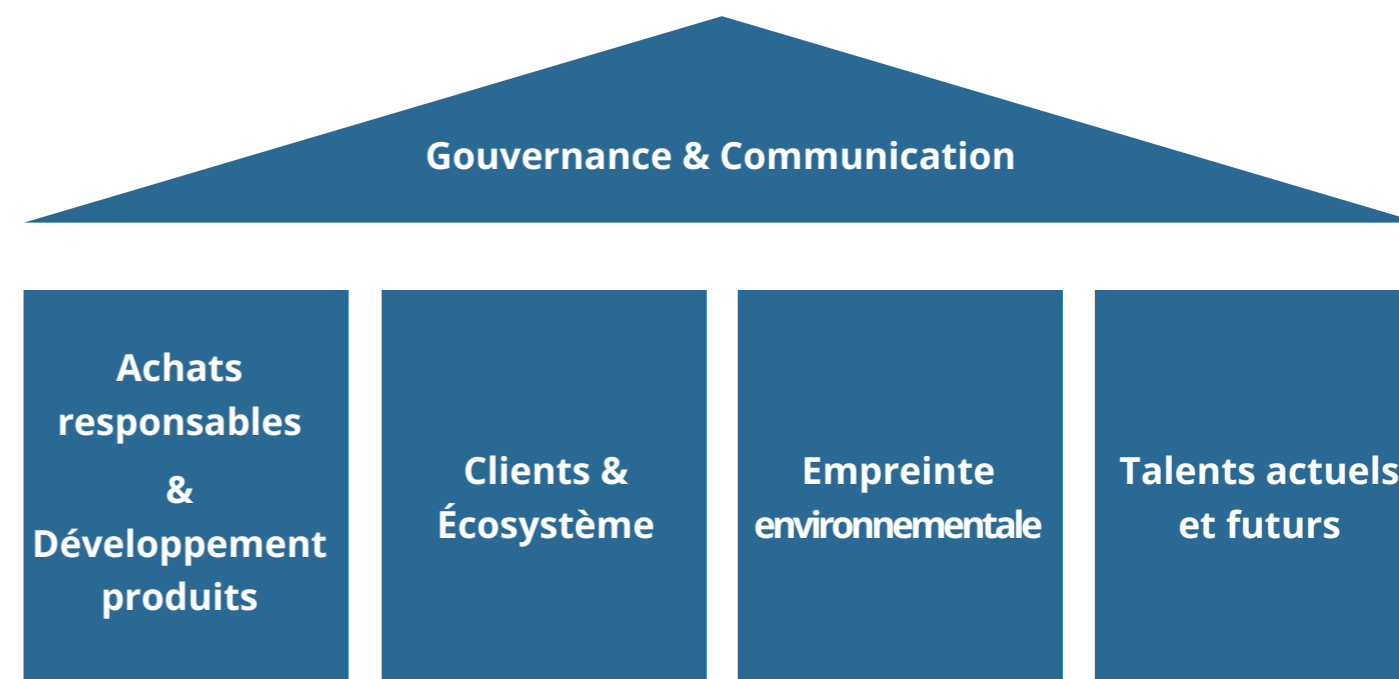 Gouvernance & Communication
Achats
responsables
&
Développement
produits
Clients &
Écosystème
Empreinte
environnementale
Talents actuels
et futurs